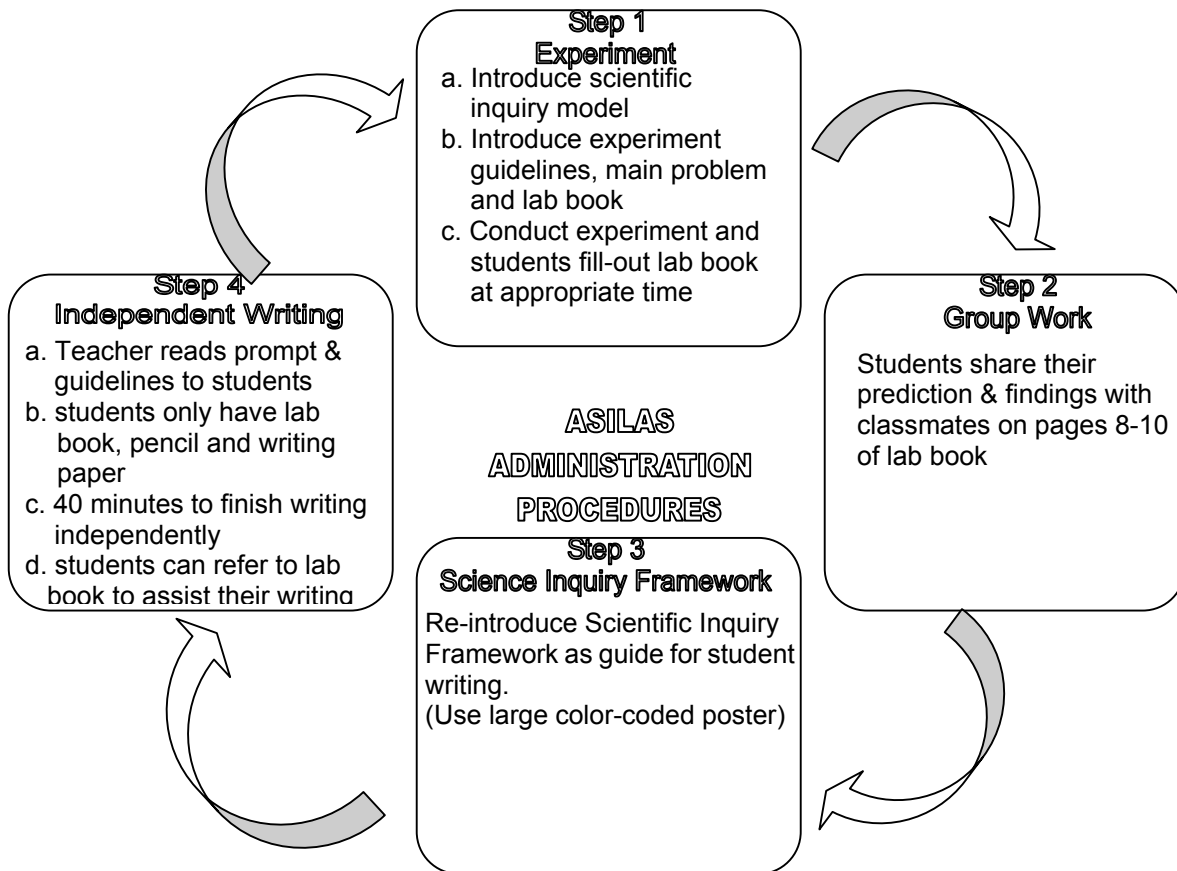 Step 1
Experiment
a. Introduce scientific
inquiry model
b. Introduce experiment
guidelines, main problem
and lab book
c. Conduct experiment and
students fill-out lab book
at appropriate time
Step 2
Group Work
Students share their
prediction & findings with
classmates on pages 8-10
of lab book
Step 3
Science Inquiry Framework
Re-introduce Scientific Inquiry
Framework as guide for student
writing.
(Use large color-coded poster)
Step 4
Independent Writing
a. Teacher reads prompt &
guidelines to students
b. students only have lab
book, pencil and writing
paper
c. 40 minutes to finish writing
independently
d. students can refer to lab
book to assist their writing
ASILAS
ADMINISTRATION
PROCEDURES